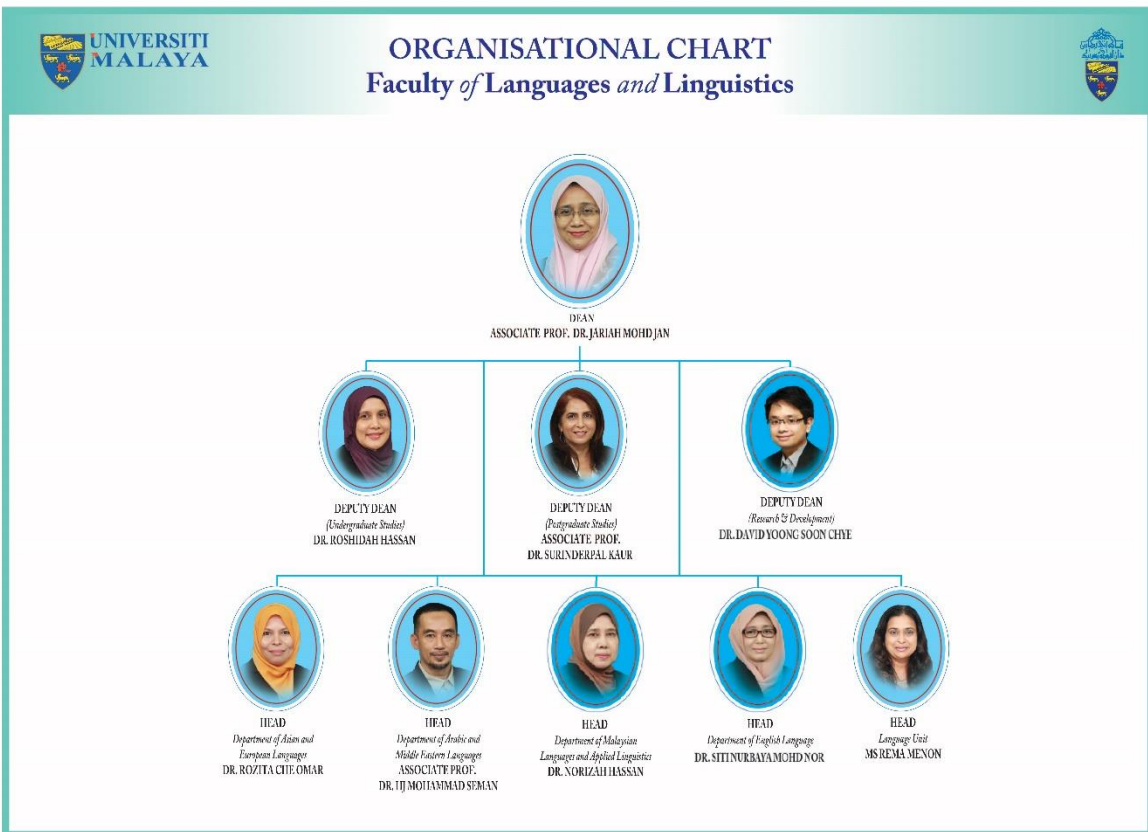 UNIVERSITI
MALAYA
ORGANISATIONAL CHART
Faculty of Languages and Linguistics
DEAN
ASSOCIATE PROF. DR. JARIAH MOHD JAN
DEPUTY DEAN
(Undergraduate Studies)
DR. ROSHIDAH HASSAN
DEPUTY DEAN
(Postgraduate Studies)
ASSOCIATE PROF.
DR. SURINDERPAL KAUR
DEPUTY DEAN
(Research & Development)
DR. DAVID YOONG SOON CHYE
HEAD
Department of Asian and
European Languages
DR. ROZITA CHE OMAR
HEAD
Department of Arabic and
Middle Eastern Languages
ASSOCIATE PROF.
DR. HJ MOHAMMAD SEMAN
HEAD
Department of Malaysian
Languages and Applied Linguistics
DR. NORIZAH HASSAN
HEAD
Department of English Language
DR. SITI NURBAYA MOHD NOR
HEAD
Language Unit
MS REMA MENON